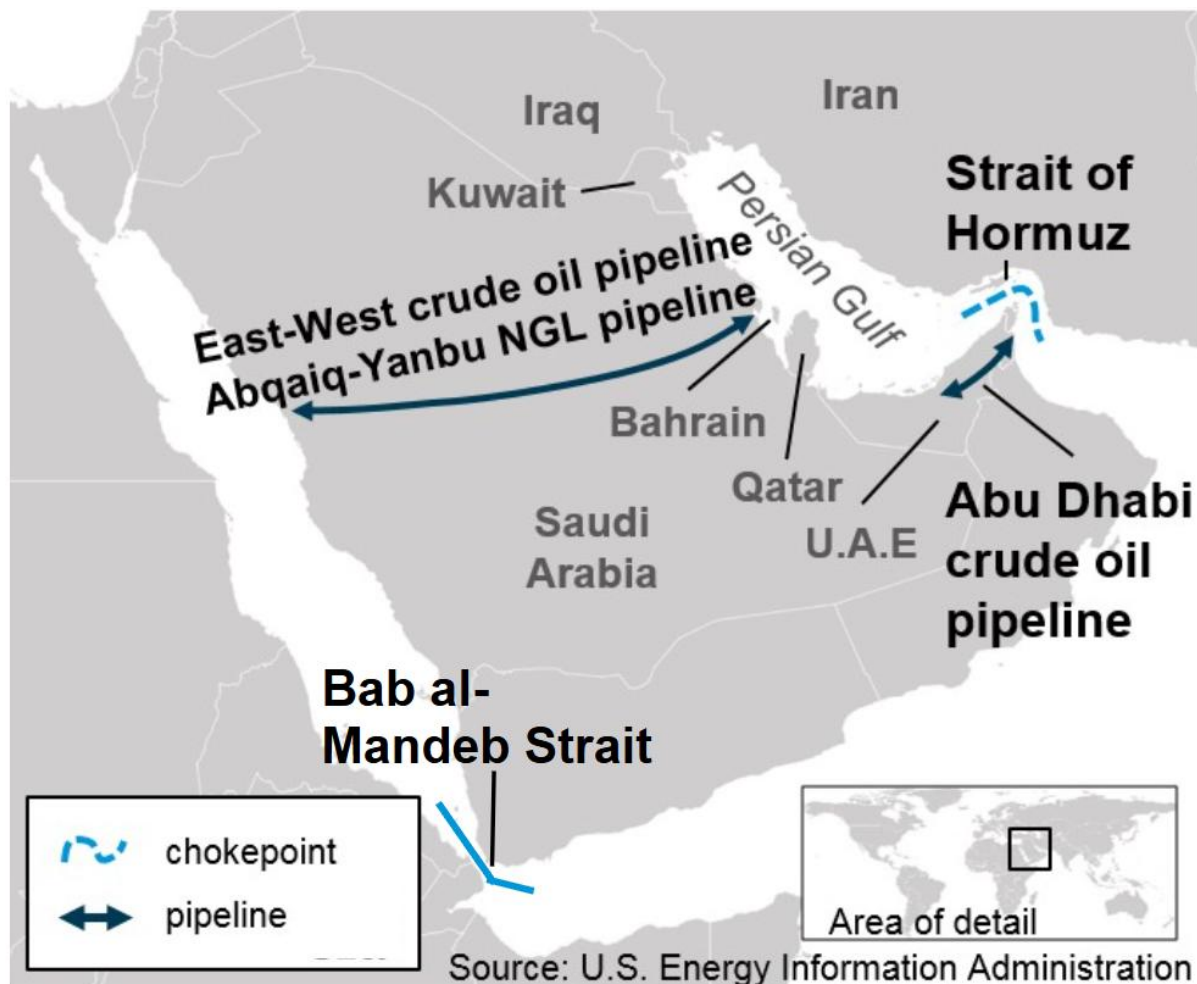 Iraq
Iran
Kuwait
Persian Gulf
Strait of
Hormuz
East-West crude oil pipeline
Abqaiq-Yanbu NGL pipeline
Bahrain
Qatar
U.A.E
Saudi
Arabia
Abu Dhabi
crude oil
pipeline
Bab al-
Mandeb Strait
chokepoint
pipeline
Area of detail
Source: U.S. Energy Information Administration